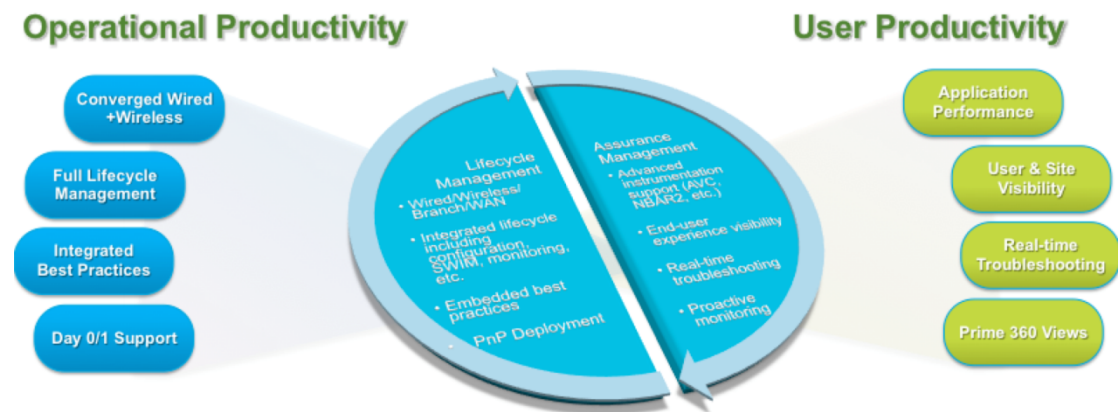 Operational Productivity
User Productivity
Converged Wired
+Wireless
Full Lifecycle
Management
Integrated
Best Practices
Day 0/1 Support
Lifecycle
Management
• Wired/Wireless/
Branch/WAN
• Integrated lifecycle
including
configuration,
SWIM, monitoring,
etc.
• Embedded best
practices
• PnP Deployment
Assurance
Management
• Advanced
instrumentation
support (AVC,
NBAR2, etc.)
• End-user
experience visibility
• Real-time
troubleshooting
• Proactive
monitoring
Application
Performance
User & Site
Visibility
Real-time
Troubleshooting
Prime 360 Views